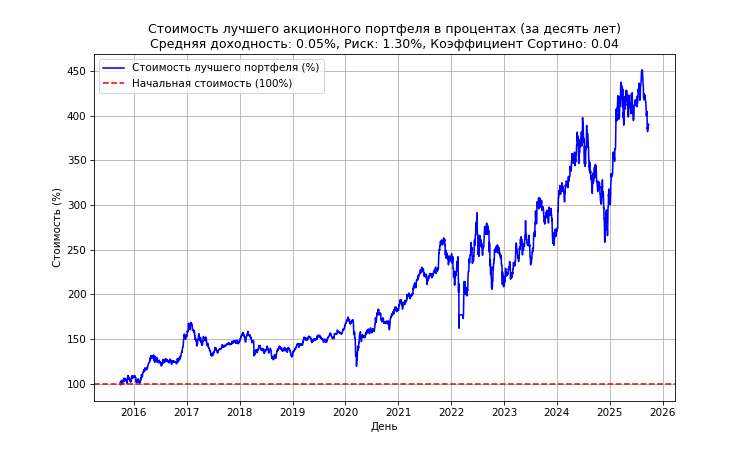 Стоимость лучшего акционного портфеля в процентах (за десять лет)
Средняя доходность: 0.05%, Риск: 1.30%, Коэффициент Сортино: 0.04
Стоимость лучшего портфеля (%)
Начальная стоимость (100%)
Стоимость (%)
450
400
350
300
250
200
150
100
2016 2017 2018 2019 2020 2021 2022 2023 2024 2025 2026
День